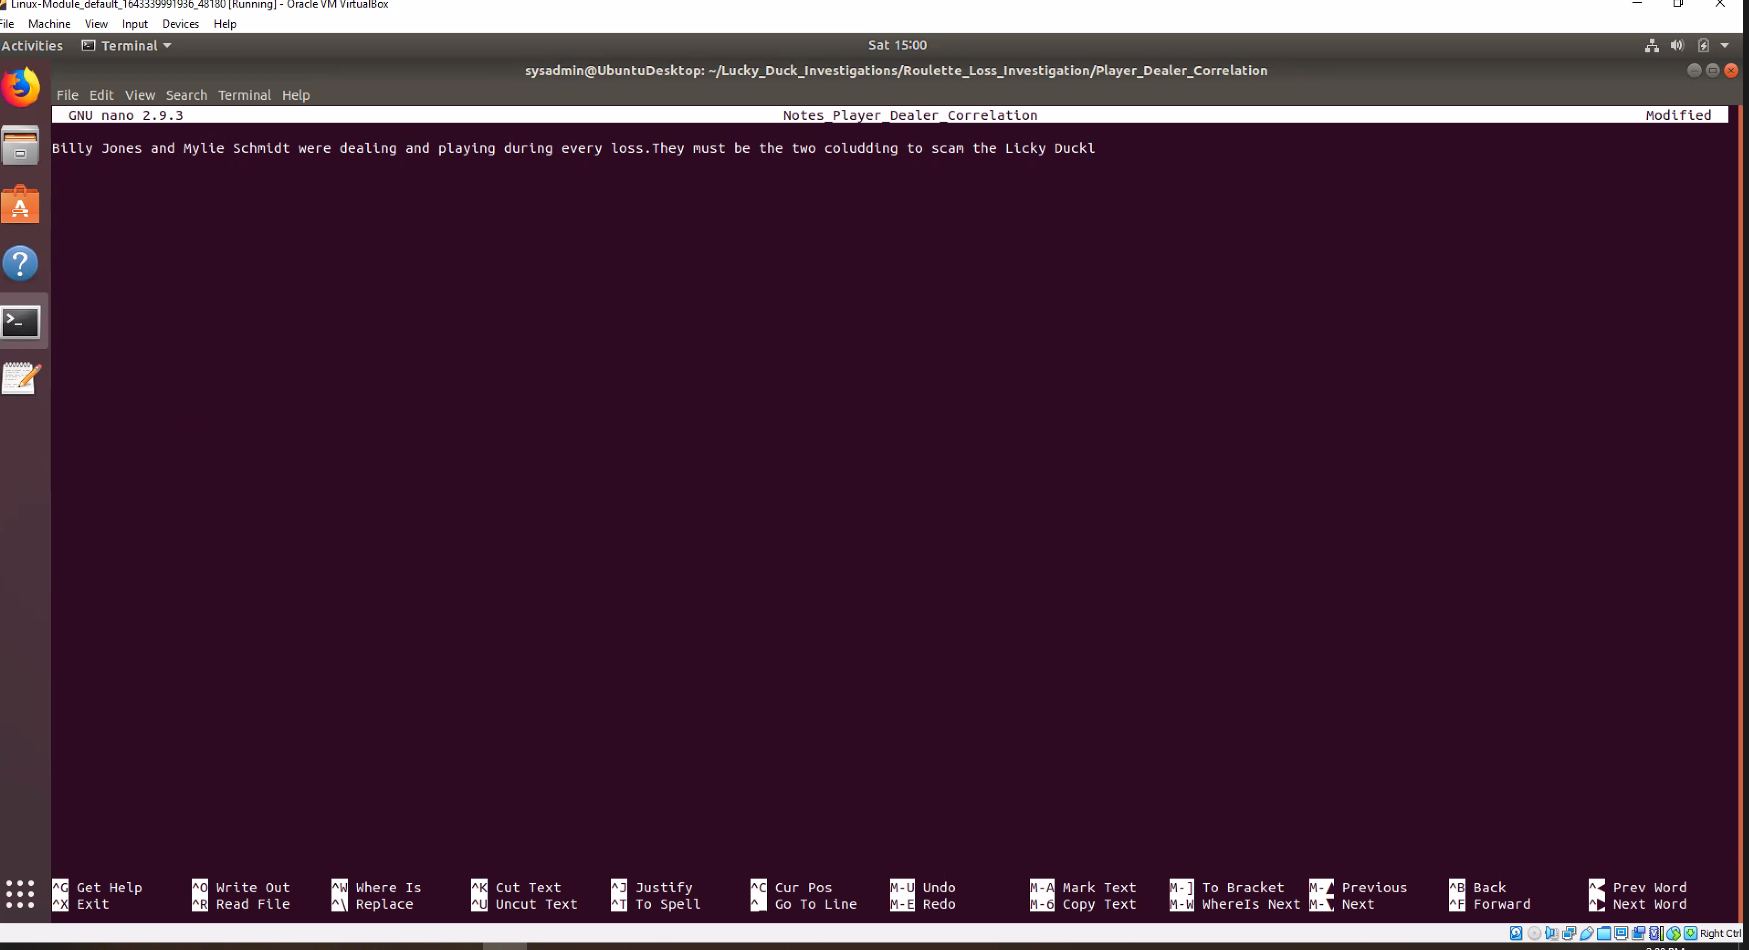 Linux-Module_default_1643339991936_48180 [Running] - Oracle VM VirtualBox
File Machine View Input Devices Help
Activities Terminal Sat 15:00
sysadmin@UbuntuDesktop: ~/Lucky_Duck_Investigations/Roulette_Loss_Investigation/Player_Dealer_Correlation
File Edit View Search Terminal Help
GNU nano 2.9.3 Notes_Player_Dealer_Correlation Modified
Billy Jones and Mylie Schmidt were dealing and playing during every loss.They must be the two coludding to scam the Licky Duckl
^G Get Help ^O Write Out ^W Where Is ^K Cut Text ^J Justify ^C Cur Pos M-U Undo M-A Mark Text M-] To Bracket M-▲ Previous ^B Back ^◀ Prev Word
^X Exit ^R Read File ^\ Replace ^U Uncut Text ^T To Spell ^_ Go To Line M-E Redo M-6 Copy Text M-W WhereIs Next M-▼ Next ^F Forward ^▶ Next Word
Right Ctrl